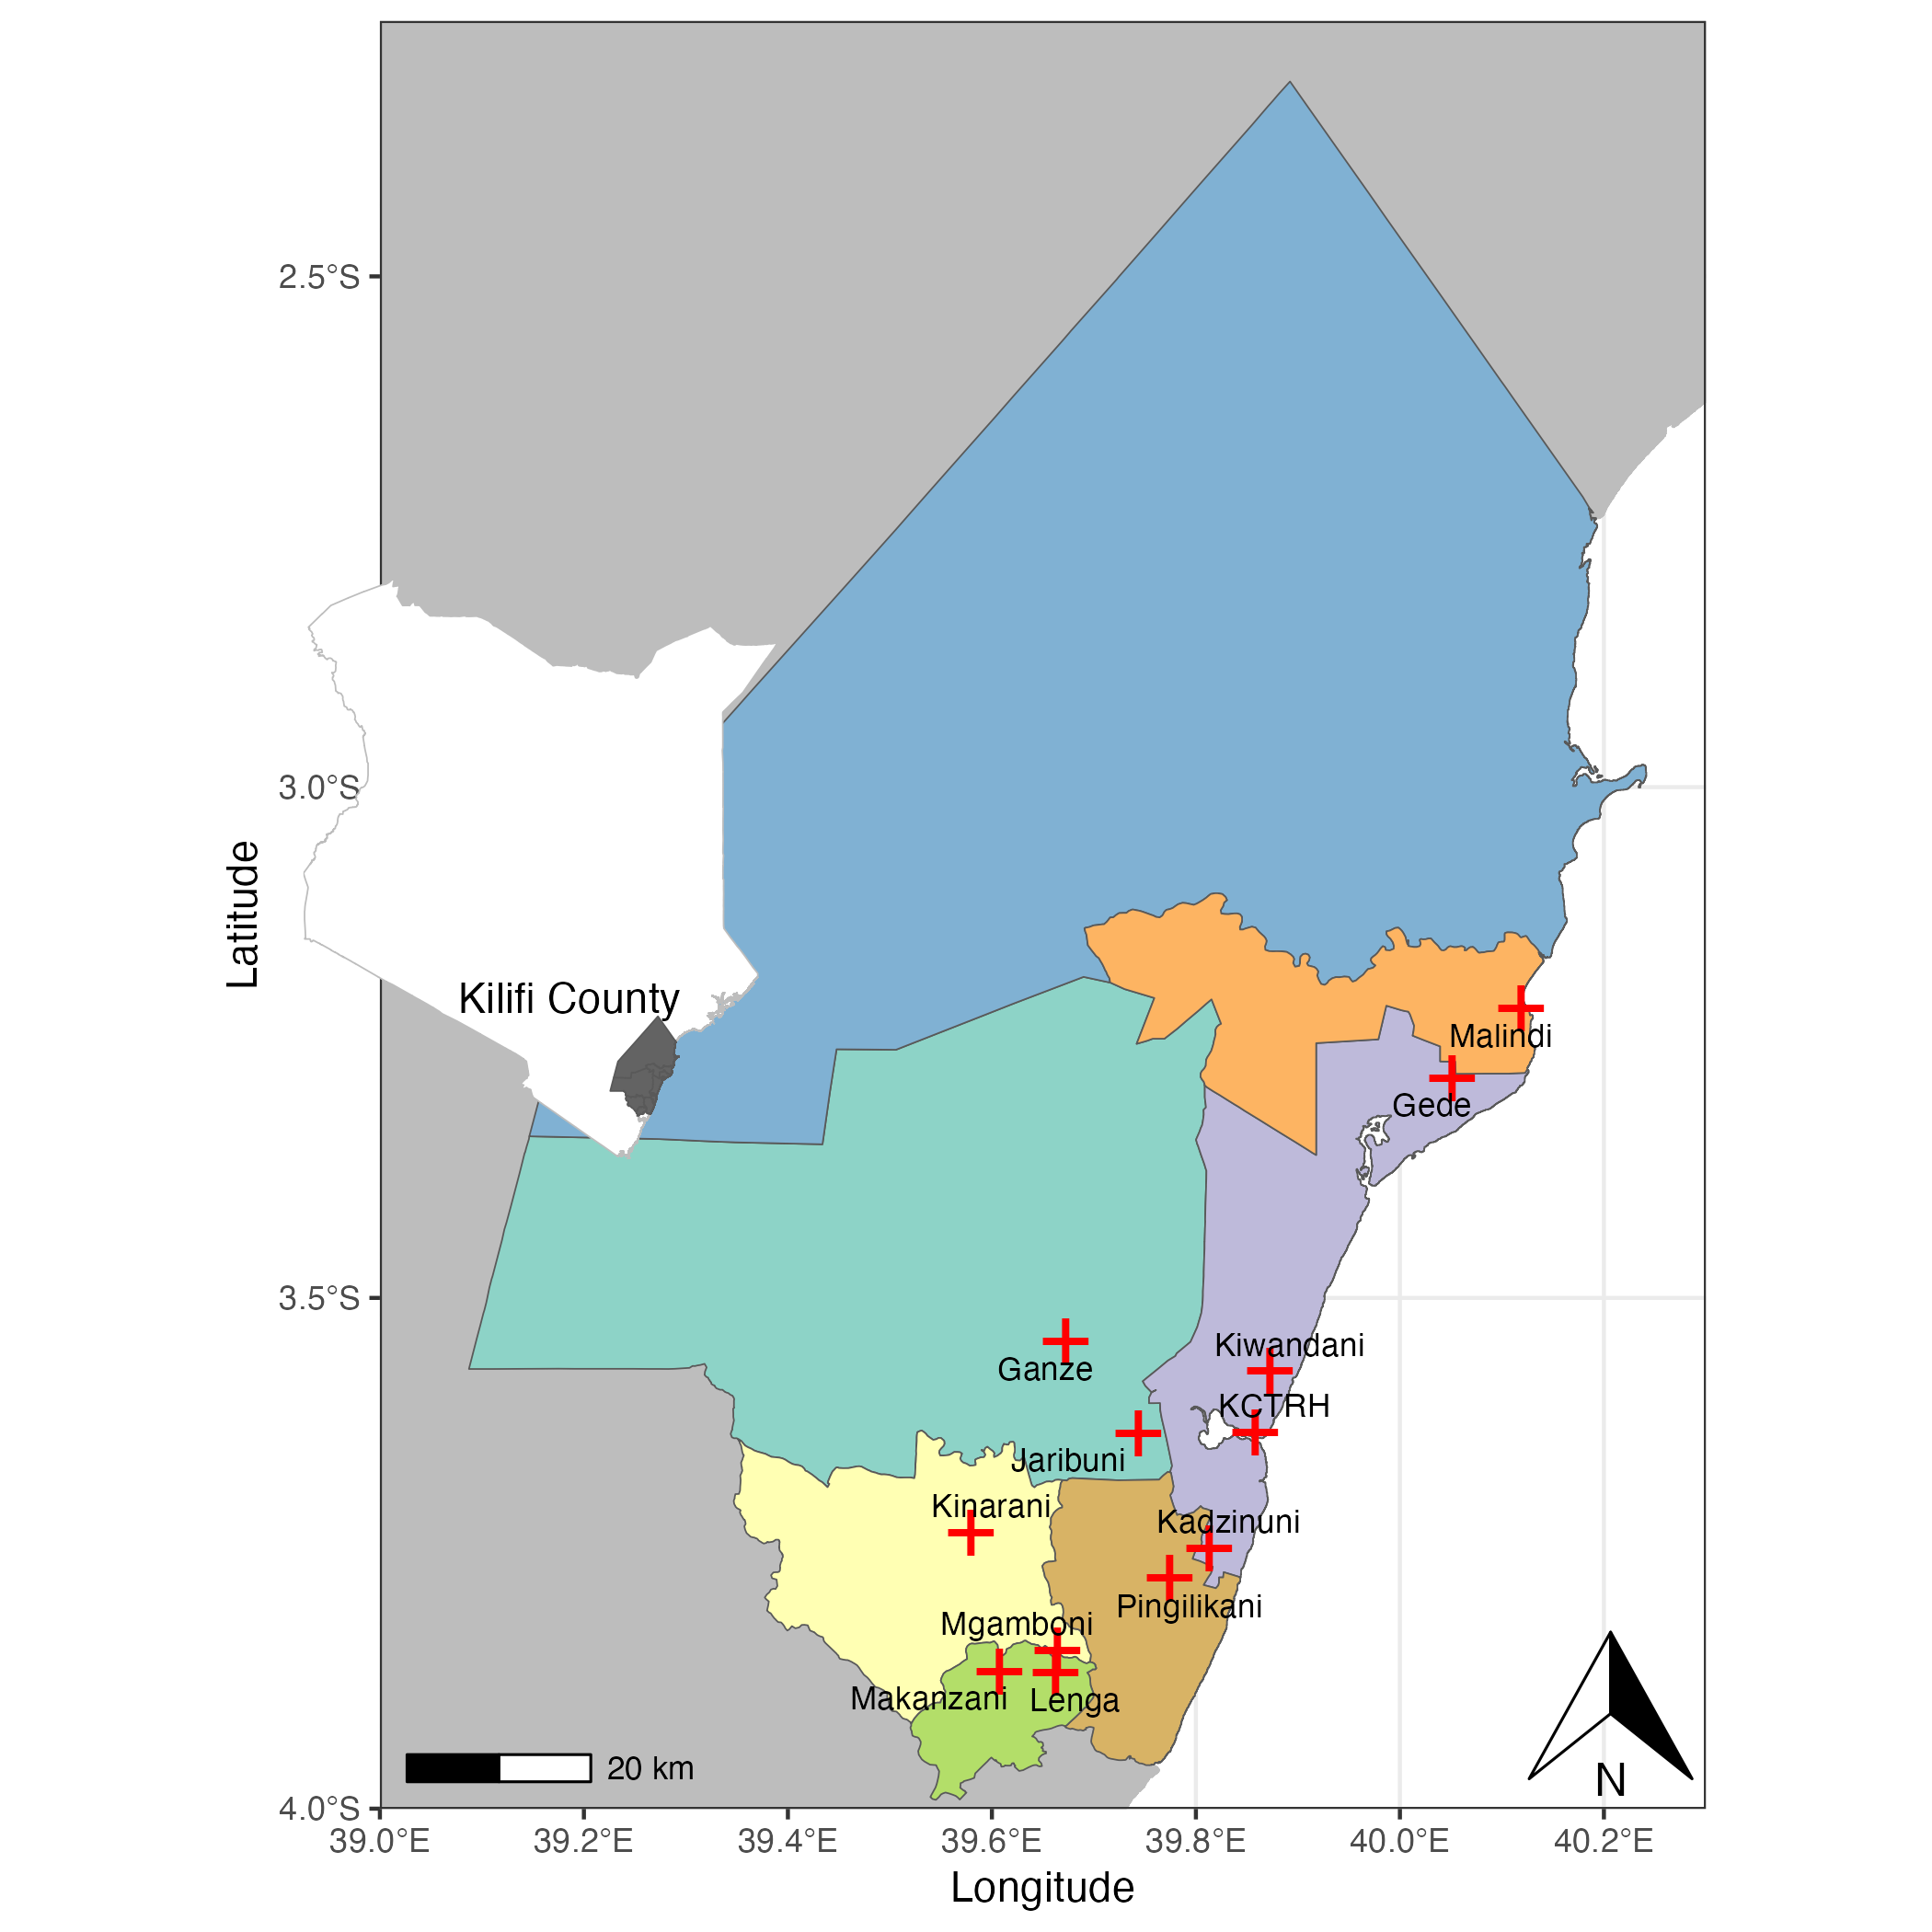 2.5°S
3.0°S
Latitude
Kilifi County
Malindi
Gede
3.5°S
Kiwandani
Ganze
KCTRH
Jaribuni
Kinarani
Kadzinuni
Pingilikani
Mgamboni
Makanzani
Lenga
20 km
N
4.0°S
39.0°E
39.2°E
39.4°E
39.6°E
39.8°E
40.0°E
40.2°E
Longitude